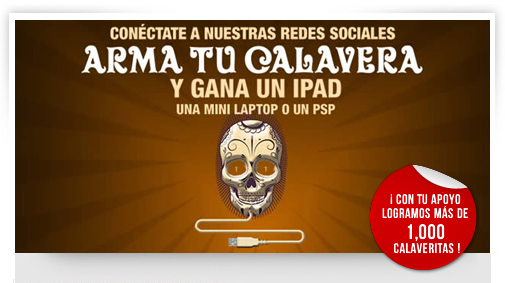 CONÉCTATE A NUESTRAS REDES SOCIALES
ARMA TU CALAVERA
Y GANA UN IPAD
UNA MINI LAPTOP O UN PSP
¡ CON TU APOYO
LOGRAMOS MÁS DE
1,000
CALAVERITAS !